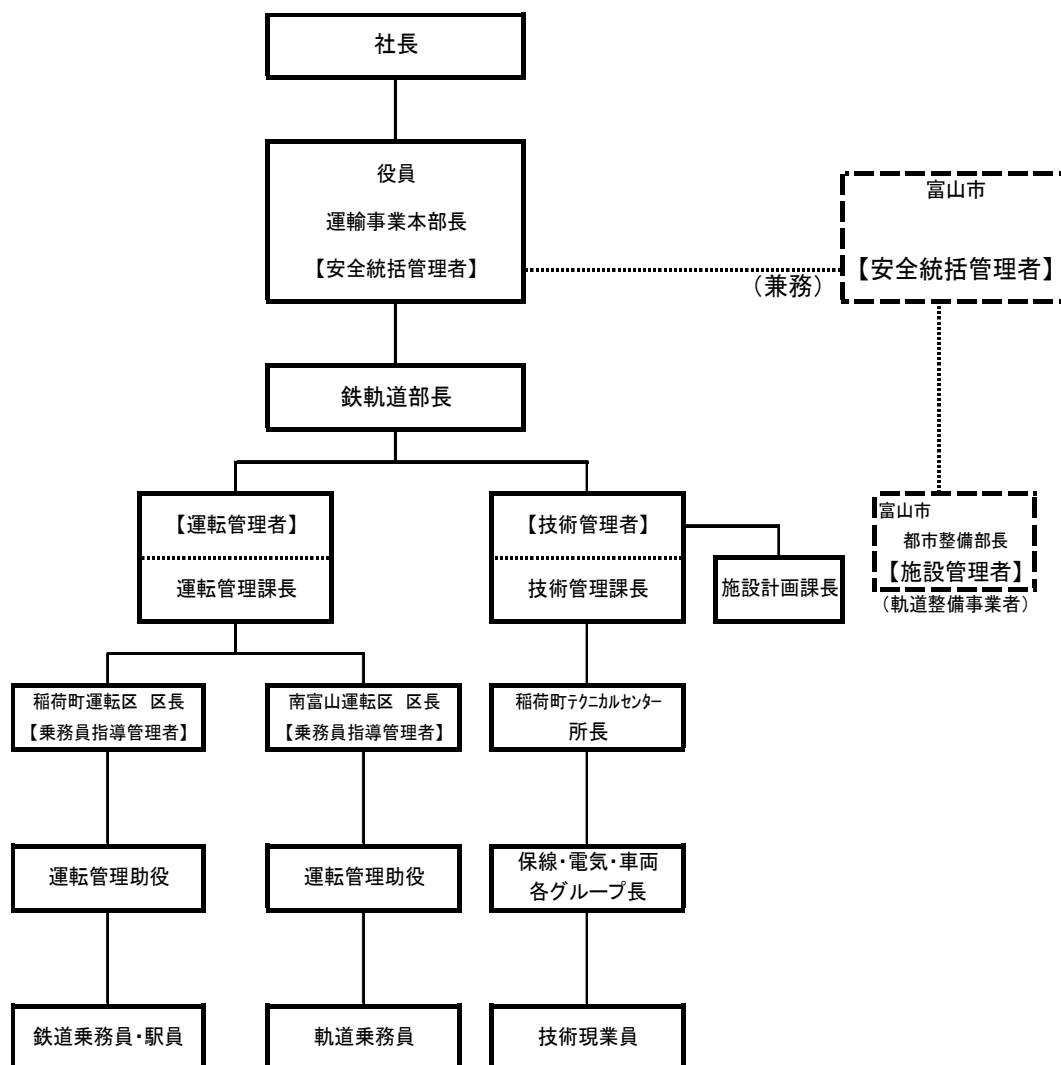 社長
役員
運輸事業本部長
【安全統括管理者】
富山市
【安全統括管理者】
（兼務）
鉄軌道部長
【運転管理者】
運転管理課長
【技術管理者】
技術管理課長
施設計画課長
富山市
都市整備部長
【施設管理者】
（軌道整備事業者）
稲荷町運転区 区長
【乗務員指導管理者】
南富山運転区 区長
【乗務員指導管理者】
稲荷町ﾃｸﾆｶﾙセンター
所長
運転管理助役
運転管理助役
保線・電気・車両
各グループ長
鉄道乗務員・駅員
軌道乗務員
技術現業員